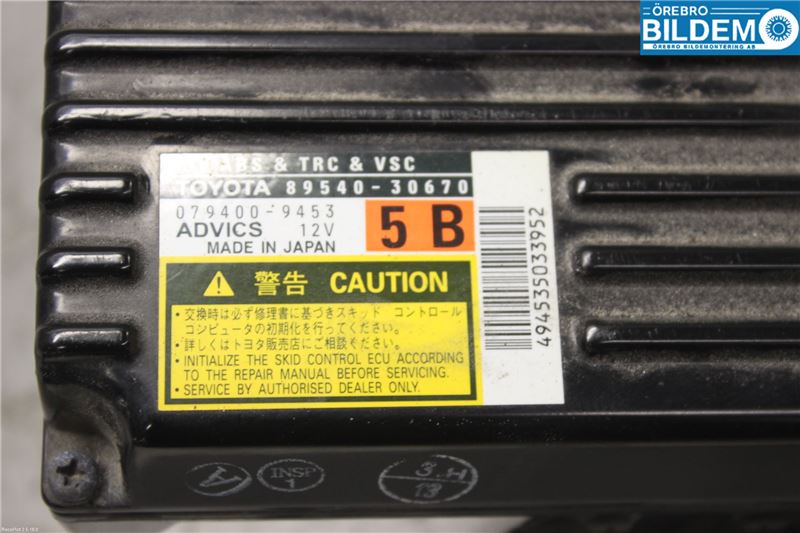 ÖREBRO
BILDEMO
ÖREBRO BILDEMONTERING AB
ABS & TRC & VSC
TOYOTA 89540-30670
079400-9453
ADVICS 12V
MADE IN JAPAN
5 B
494535033952
警告 CAUTION
・交換時は必ず修理書に基づきスキッド コントロール
コンピュータの初期化を行ってください。
・詳しくはトヨタ販売店にご相談ください。
・INITIALIZE THE SKID CONTROL ECU ACCORDING
TO THE REPAIR MANUAL BEFORE SERVICING.
・SERVICE BY AUTHORISED DEALER ONLY.
A
INSP
1
3.H
13